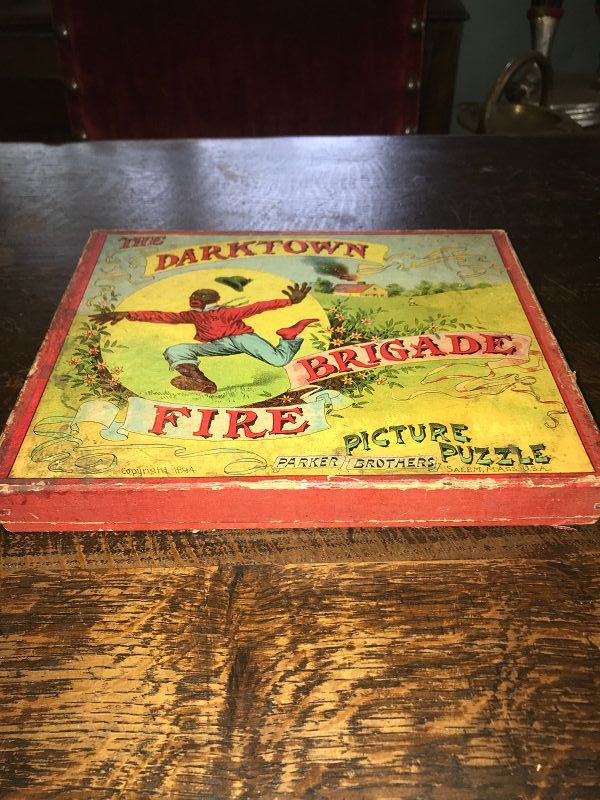 THE
DARKTOWN
FIRE BRIGADE
PICTURE
PUZZLE
Copyright 1894.
PARKER BROTHERS SALEM, MASS. U.S.A.